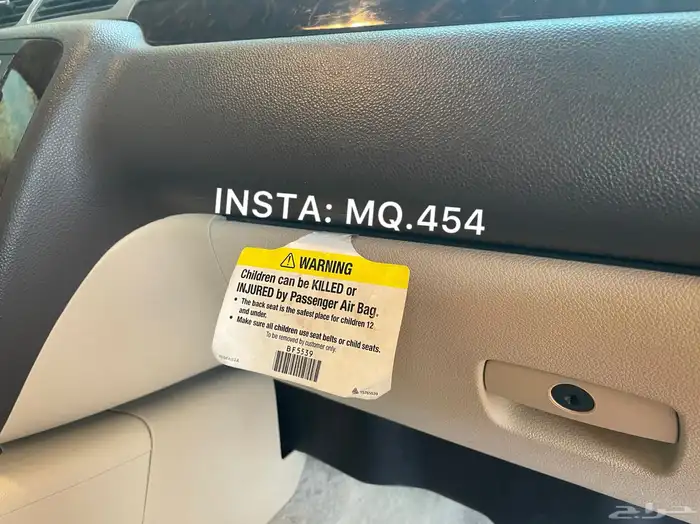 INSTA: MQ.454
WARNING
Children can be KILLED or
INJURED by Passenger Air Bag.
• The back seat is the safest place for children 12
and under.
• Make sure all children use seat belts or child seats.
To be removed by customer only.
BF5539
حراج